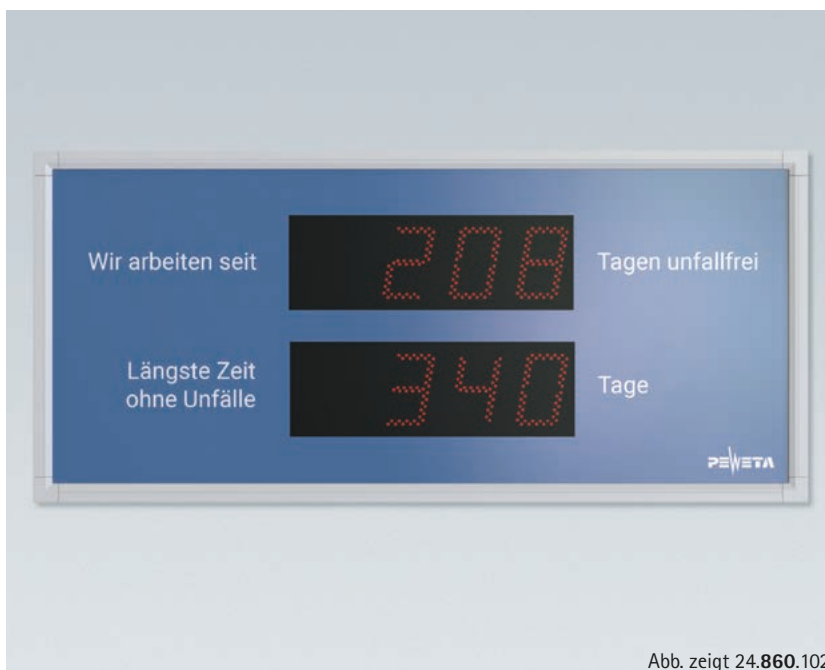 Wir arbeiten seit 208 Tagen unfallfrei
Längste Zeit
ohne Unfälle 340 Tage
PEWETA
Abb. zeigt 24.860.102